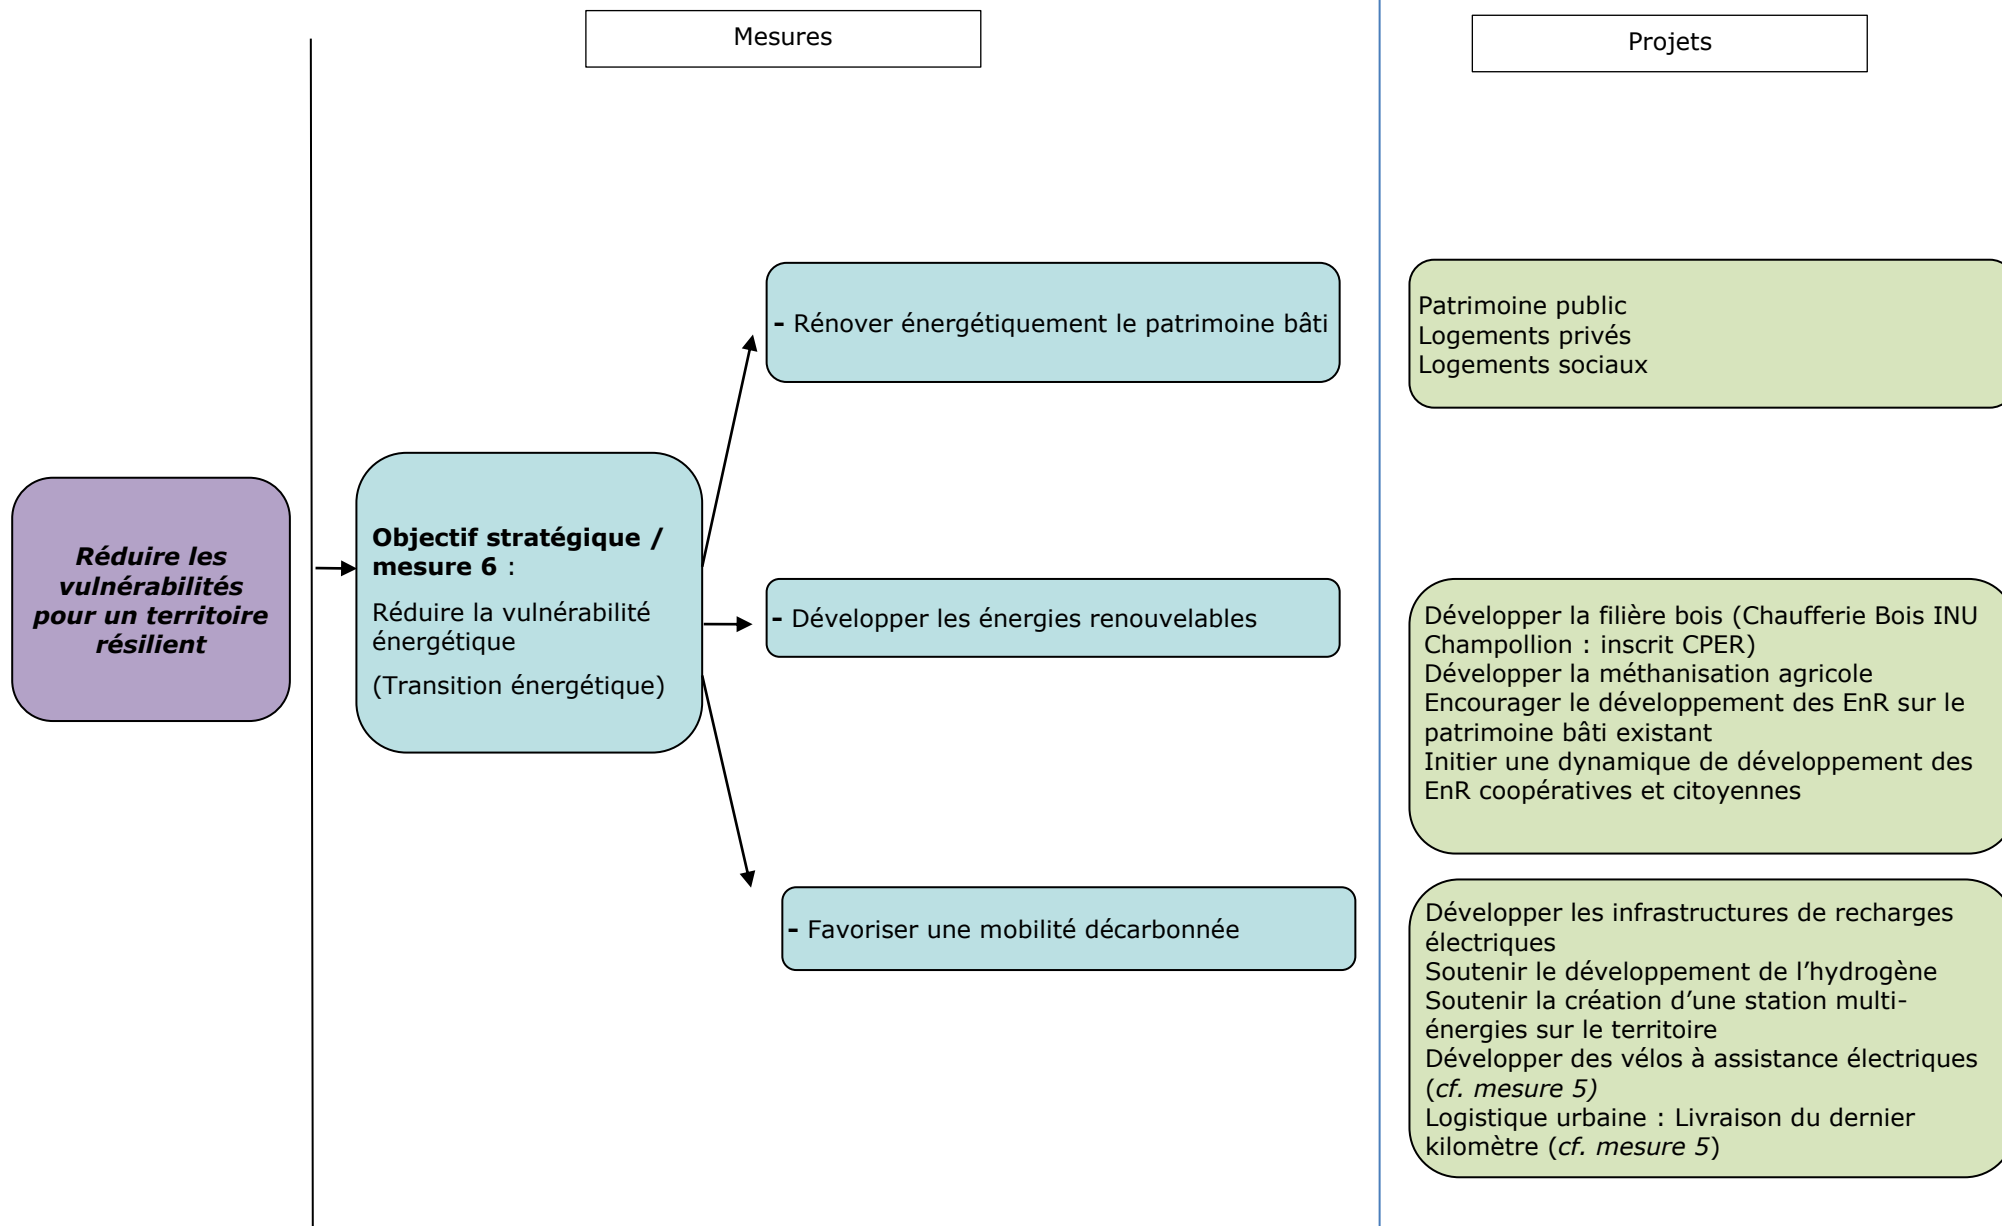 Mesures
Projets
Réduire les
vulnérabilités
pour un territoire
résilient
Objectif stratégique /
mesure 6 :
Réduire la vulnérabilité
énergétique
(Transition énergétique)
- Rénover énergétiquement le patrimoine bâti
- Développer les énergies renouvelables
- Favoriser une mobilité décarbonnée
Patrimoine public
Logements privés
Logements sociaux
Développer la filière bois (Chaufferie Bois INU
Champollion : inscrit CPER)
Développer la méthanisation agricole
Encourager le développement des EnR sur le
patrimoine bâti existant
Initier une dynamique de développement des
EnR coopératives et citoyennes
Développer les infrastructures de recharges
électriques
Soutenir le développement de l’hydrogène
Soutenir la création d’une station multi-
énergies sur le territoire
Développer des vélos à assistance électriques
(cf. mesure 5)
Logistique urbaine : Livraison du dernier
kilomètre (cf. mesure 5)